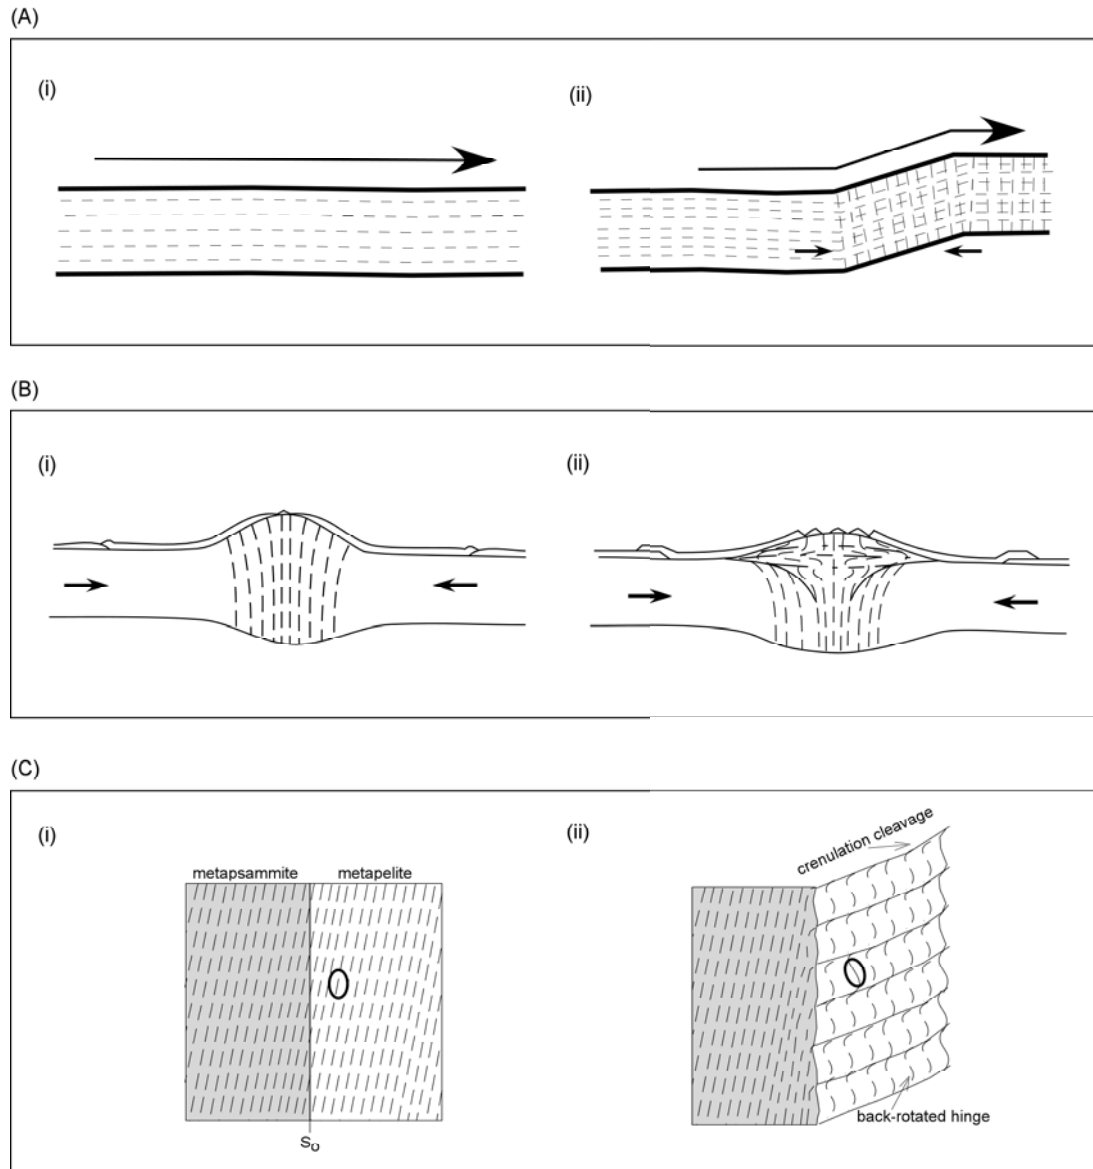 (A)
(i)
(ii)
(B)
(i)
(ii)
(C)
(i)
(ii)
metapsammite
metapelite
S₀
crenulation cleavage
back-rotated hinge